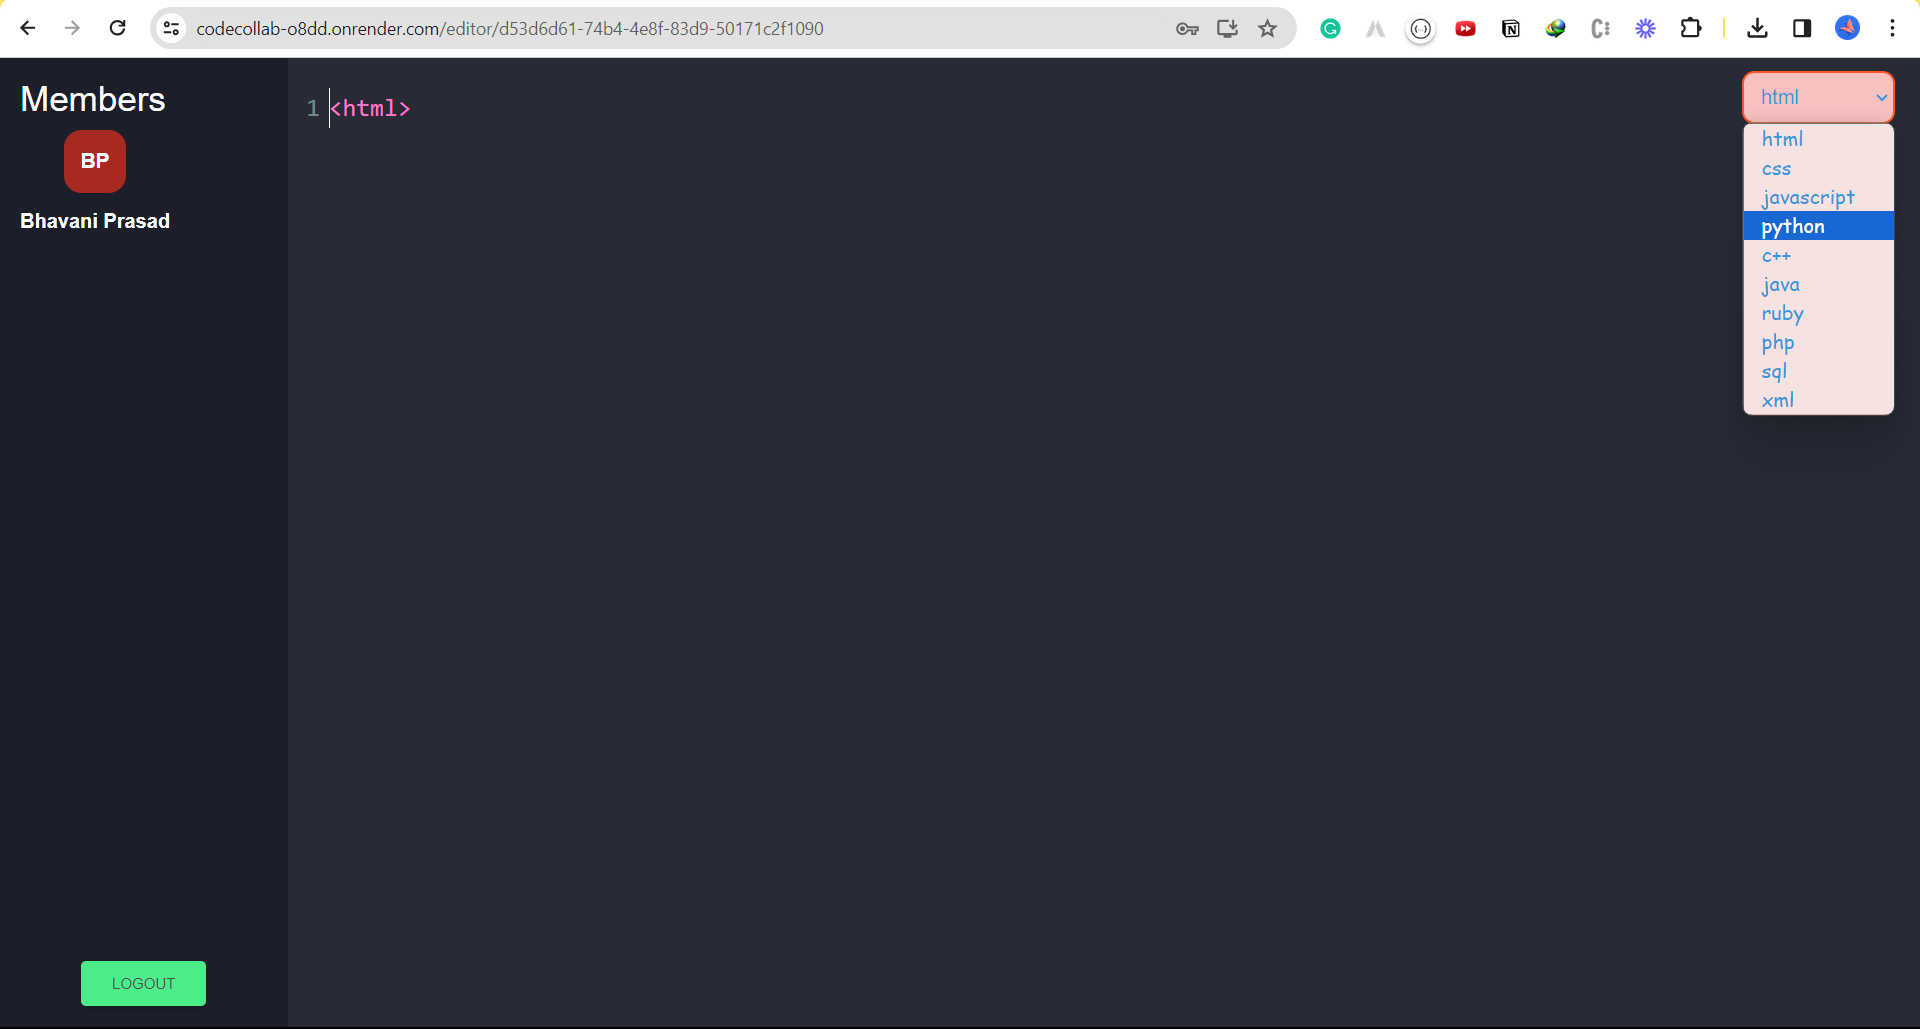 codecollab-o8dd.onrender.com/editor/d53d6d61-74b4-4e8f-83d9-50171c2f1090
Members
BP
Bhavani Prasad
LOGOUT
1 <html>
html
html
css
javascript
python
c++
java
ruby
php
sql
xml